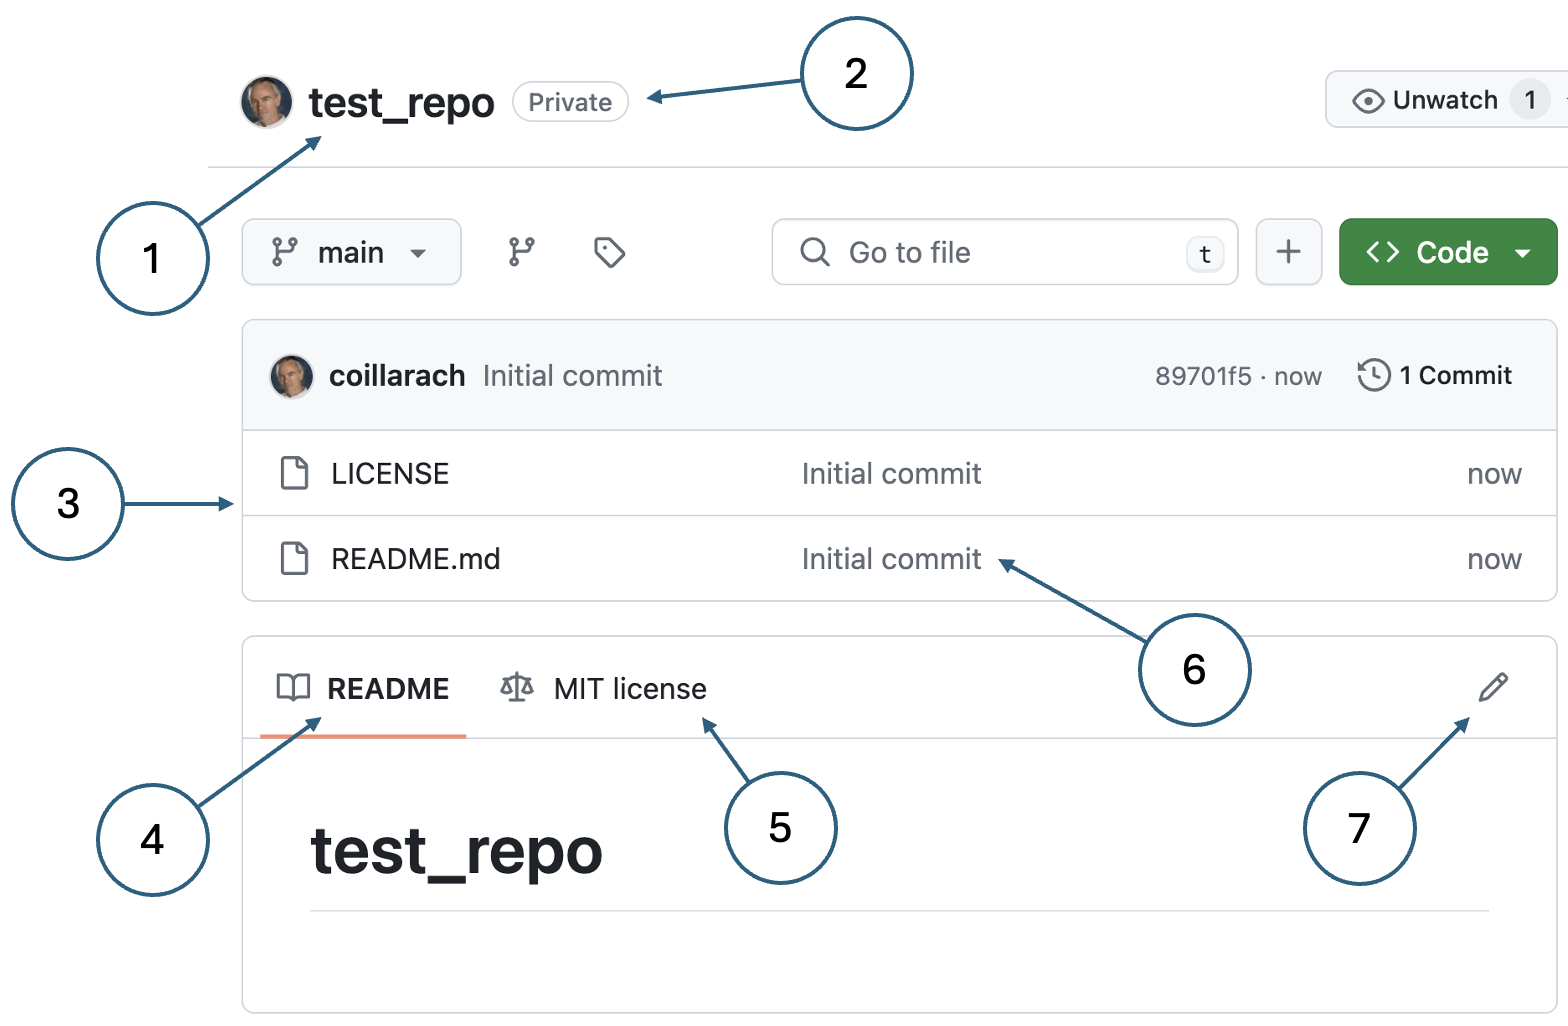 2
test_repo Private
Unwatch 1
1
main
Go to file t
Code
coillarach Initial commit 89701f5 · now 1 Commit
LICENSE Initial commit now
3
README.md Initial commit now
6
README MIT license
4
5
7
test_repo